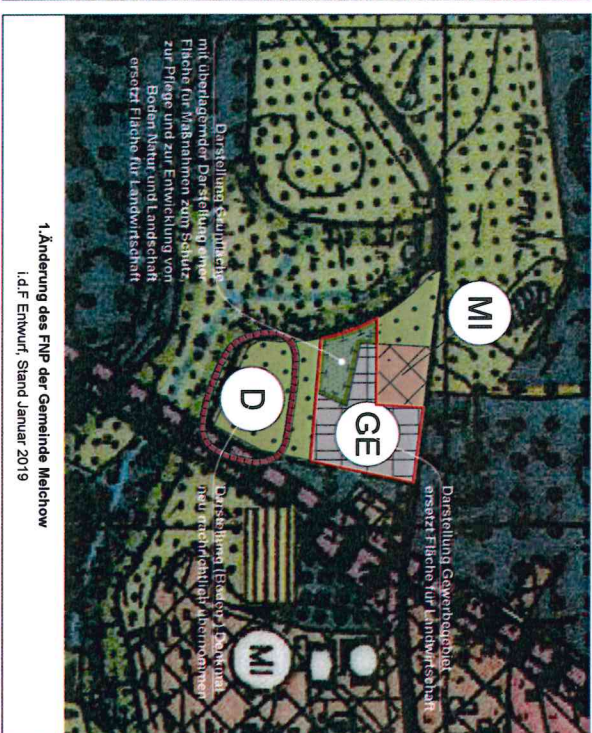 Darstellung Grünfläche
mit überlagernder Darstellung einer
Fläche für Maßnahmen zum Schutz,
zur Pflege und zur Entwicklung von
Boden Natur und Landschaft
ersetzt Fläche für Landwirtschaft
MI
GE
D
MI
Darstellung Gewerbegebiet
ersetzt Fläche für Landwirtschaft
Darstellung (Boden-) Denkmal
neu nachrichtlich übernommen
1.Änderung des FNP der Gemeinde Melchow
i.d.F Entwurf, Stand Januar 2019